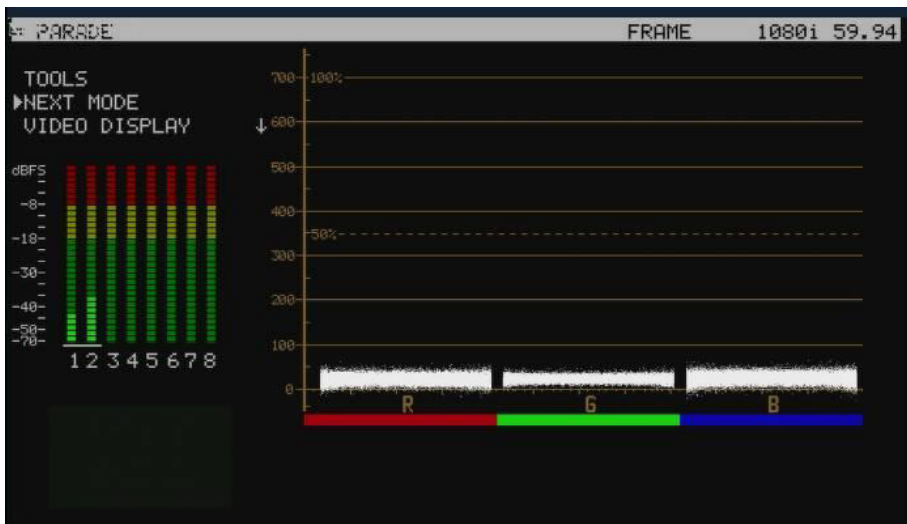 PARADE FRAME 1080i 59.94
TOOLS
▶NEXT MODE
VIDEO DISPLAY ↓
dBFS
-8-
-18-
-30-
-40-
-50-
-70-
1 2 3 4 5 6 7 8
700 100%
600
500
400
50%
300
200
100
0
R G B